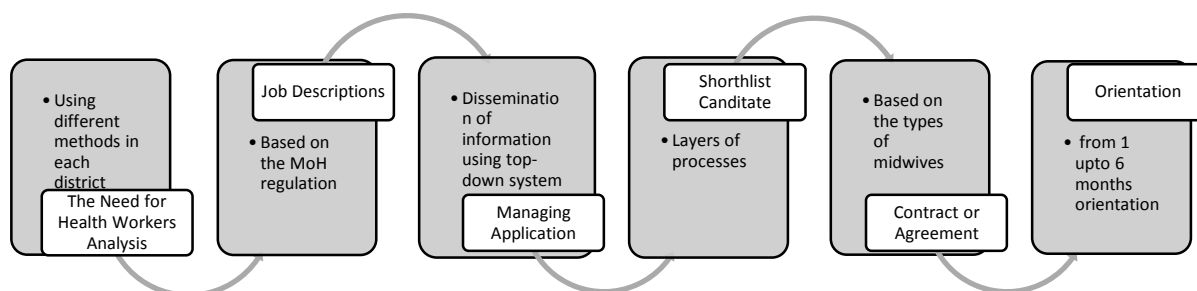 • Using
different
methods in
each
district
The Need for
Health Workers
Analysis
Job Descriptions
• Based on
the MoH
regulation
• Disseminatio
n of
information
using top-
down system
Managing
Application
Shorthlist
Canditate
• Layers of
processes
• Based on
the types of
midwives
Contract or
Agreement
Orientation
• from 1
upto 6
months
orientation